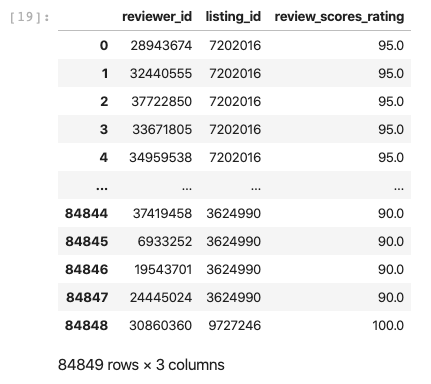 [19]:
reviewer_id listing_id review_scores_rating
0 28943674 7202016 95.0
1 32440555 7202016 95.0
2 37722850 7202016 95.0
3 33671805 7202016 95.0
4 34959538 7202016 95.0
... ... ... ...
84844 37419458 3624990 90.0
84845 6933252 3624990 90.0
84846 19543701 3624990 90.0
84847 24445024 3624990 90.0
84848 30860360 9727246 100.0
84849 rows × 3 columns